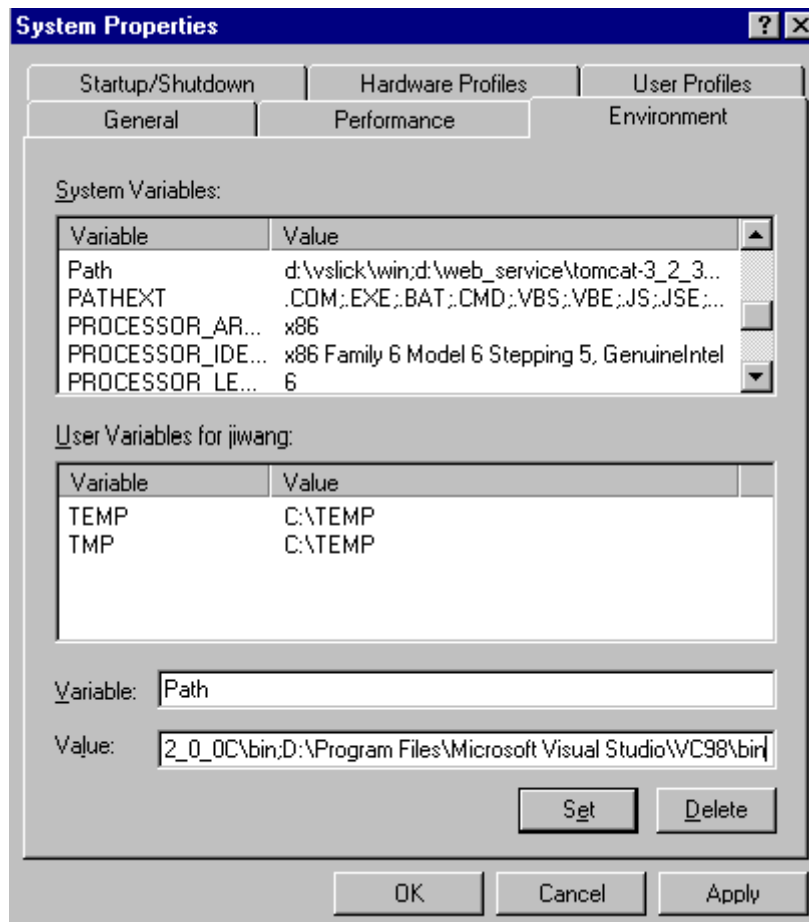 System Properties
Startup/Shutdown Hardware Profiles User Profiles
General Performance Environment
System Variables:
Variable Value
Path d:\vslick\win;d:\web_service\tomcat-3_2_3...
PATHEXT .COM;.EXE;.BAT;.CMD;.VBS;.VBE;.JS;.JSE;...
PROCESSOR_AR... x86
PROCESSOR_IDE... x86 Family 6 Model 6 Stepping 5, GenuineIntel
PROCESSOR_LE... 6
User Variables for jiwang:
Variable Value
TEMP C:\TEMP
TMP C:\TEMP
Variable: Path
Value: 2_0_0C\bin;D:\Program Files\Microsoft Visual Studio\VC98\bin
Set Delete
OK Cancel Apply